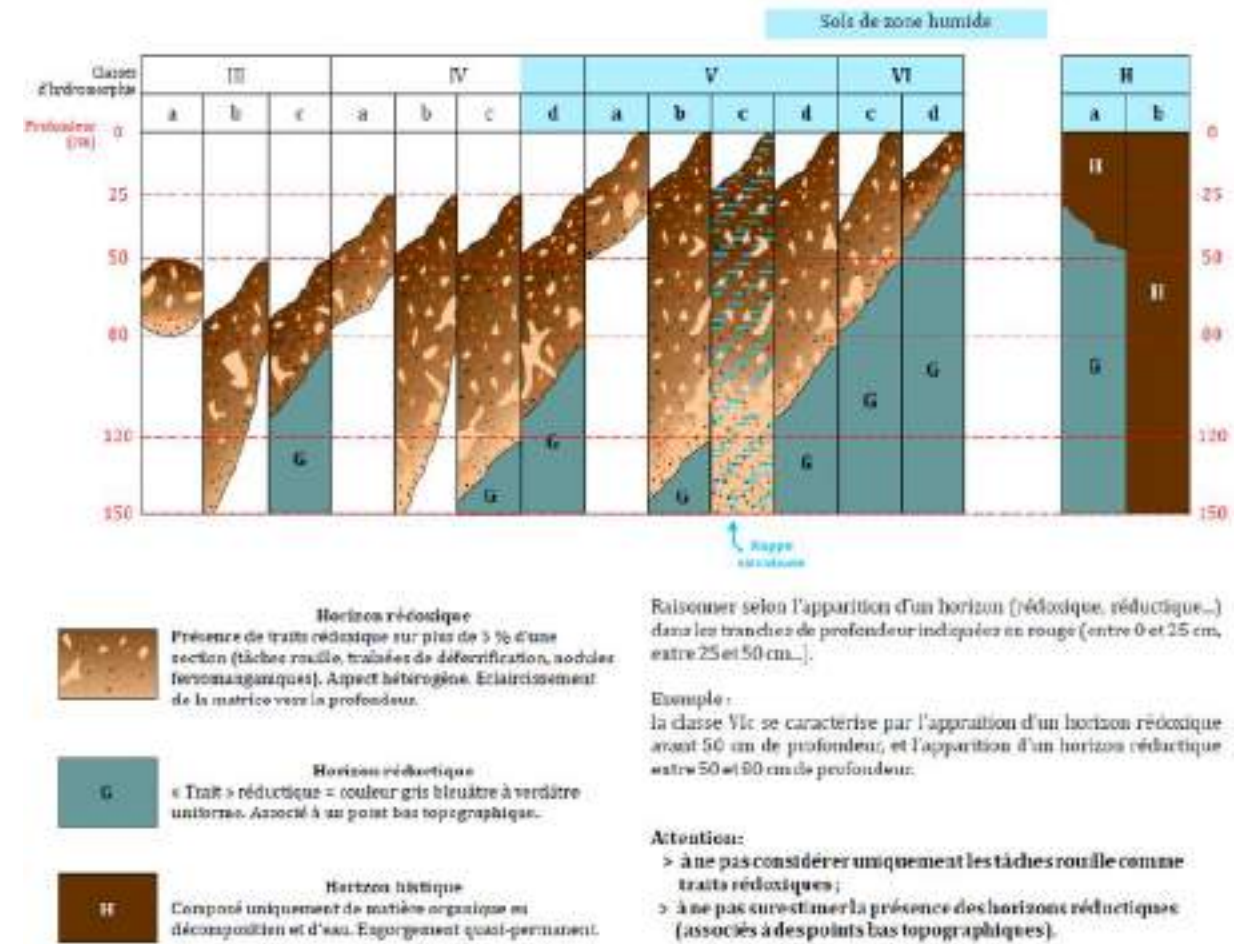 Sols de zone humide
Classes d'hydromorphie
III IV V VI H
a b c a b c d a b c d c d a b
Profondeur (cm)
0 0
25 25
50 50
80 80
120 120
150 150
H
H
G
G
G
G
G
G
G
G
Nappe
Horizon rédoxique
Présence de traits rédoxique sur plus de 5 % d'une
section (tâches rouille, traînées de déferrification, nodules
ferromanganiques). Aspect hétérogène. Eclaircissement
de la matrice vers la profondeur.
G
Horizon réductique
« Trait » réductique = couleur gris bleuâtre à verdâtre
uniforme. Associé à un point bas topographique.
H
Horizon histique
Composé uniquement de matière organique en
décomposition et d'eau. Engorgement quasi-permanent.
Raisonner selon l'apparition d'un horizon (rédoxique, réductique...)
dans les tranches de profondeur indiquées en rouge (entre 0 et 25 cm,
entre 25 et 50 cm...).
Exemple :
la classe VIc se caractérise par l'appraition d'un horizon rédoxique
avant 50 cm de profondeur, et l'apparition d'un horizon réductique
entre 50 et 80 cm de profondeur.
Attention:
> à ne pas considérer uniquement les tâches rouille comme
traits rédoxiques ;
> à ne pas surestimer la présence des horizons réductiques
(associés à des points bas topographiques).